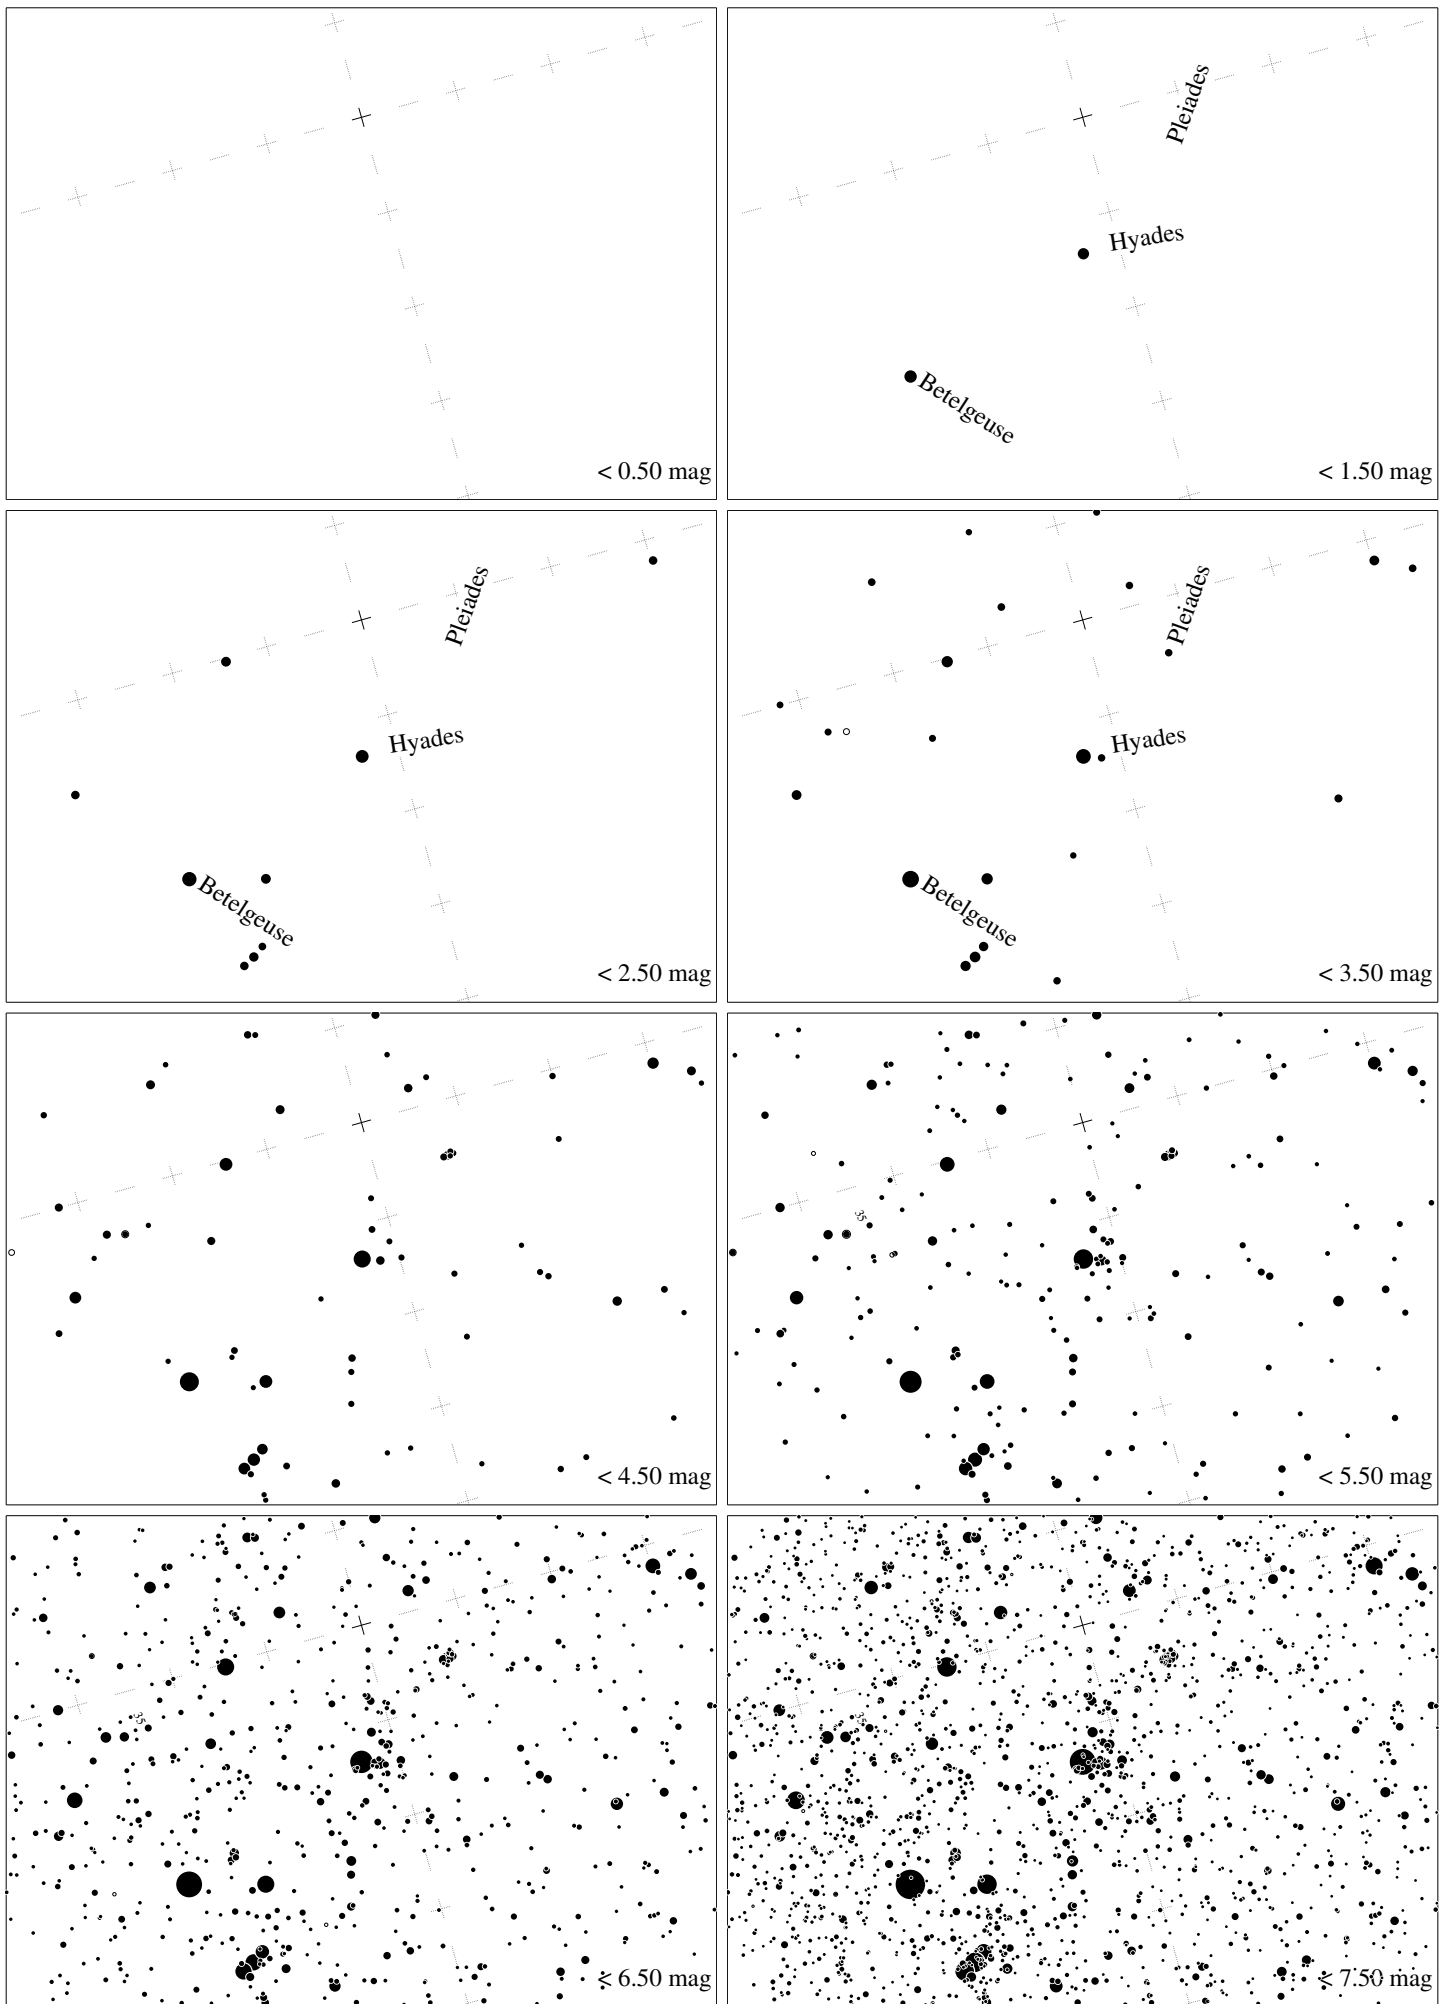 < 0.50 mag
Pleiades
Hyades
Betelgeuse
< 1.50 mag
Pleiades
Hyades
Betelgeuse
< 2.50 mag
Pleiades
Hyades
Betelgeuse
< 3.50 mag
< 4.50 mag
35
< 5.50 mag
35
< 6.50 mag
35
< 7.50 mag